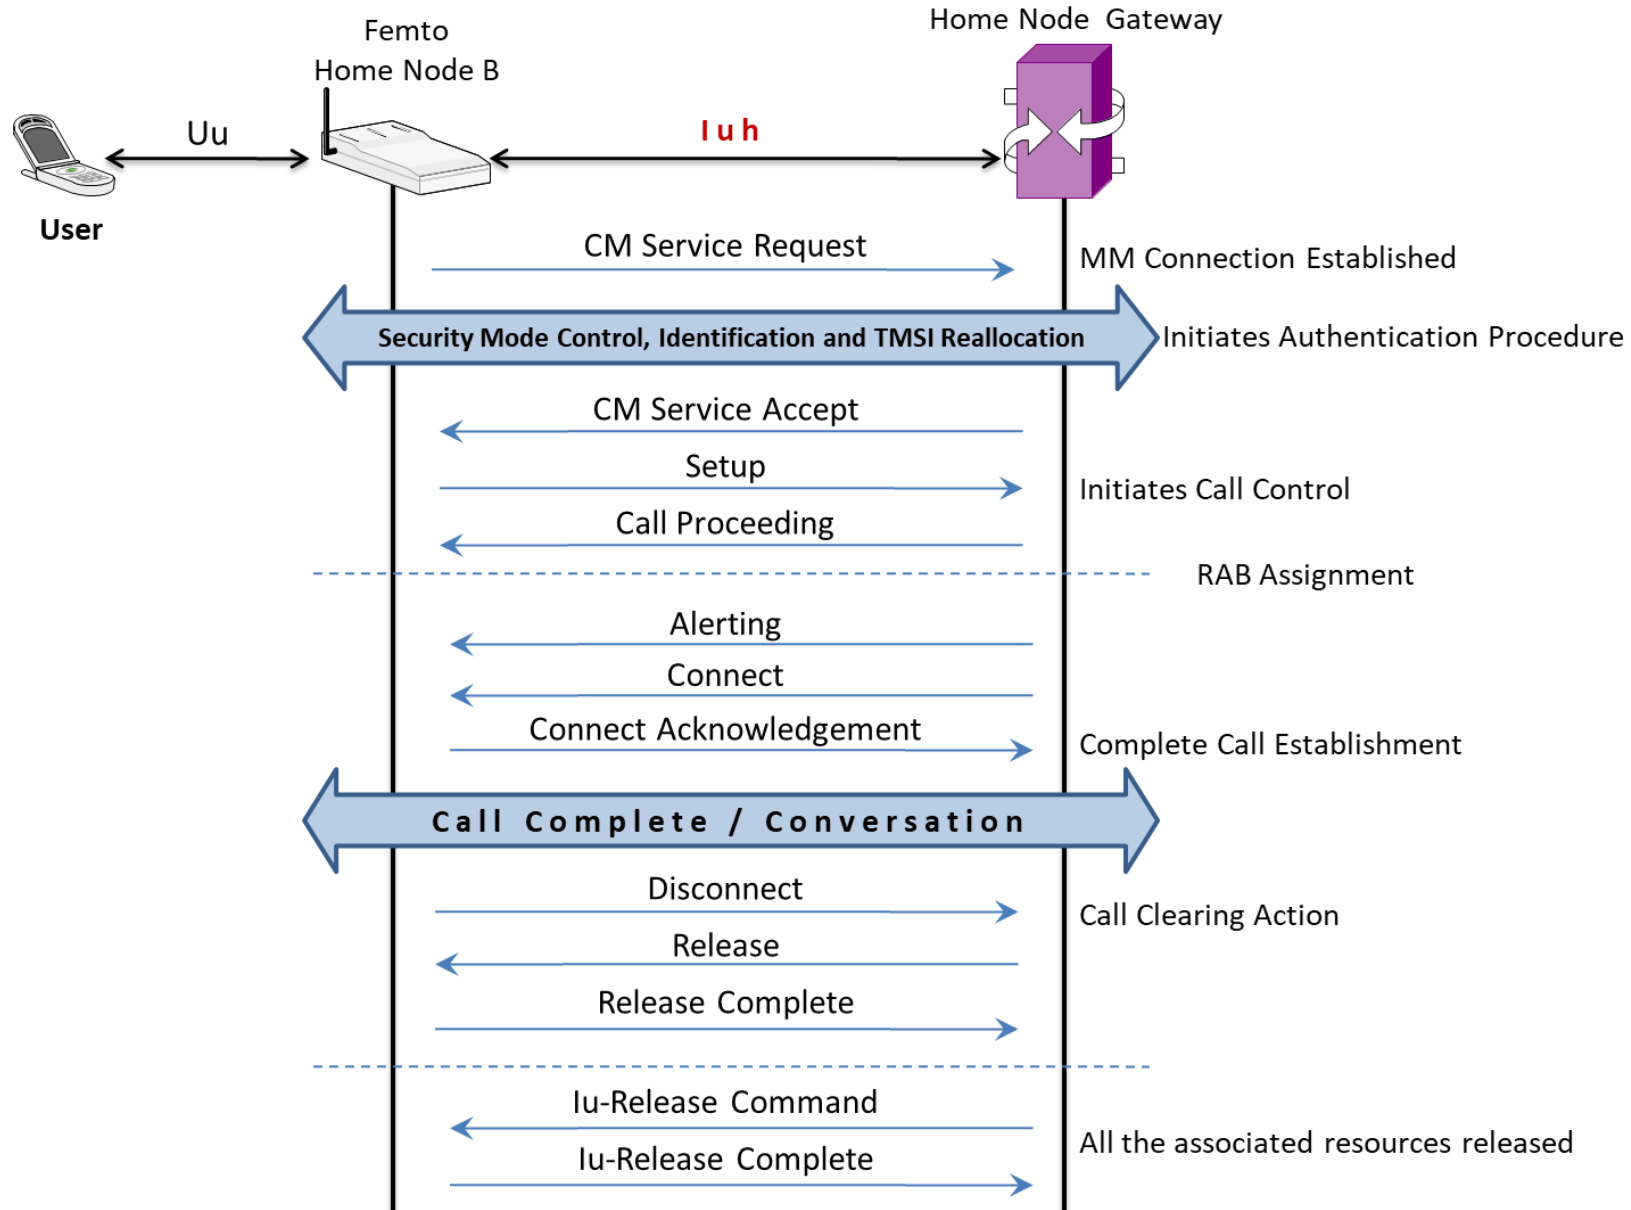 Femto
Home Node B
Home Node Gateway
Uu
Iuh
User
CM Service Request
MM Connection Established
Security Mode Control, Identification and TMSI Reallocation
Initiates Authentication Procedure
CM Service Accept
Setup
Initiates Call Control
Call Proceeding
RAB Assignment
Alerting
Connect
Connect Acknowledgement
Complete Call Establishment
Call Complete / Conversation
Disconnect
Call Clearing Action
Release
Release Complete
Iu-Release Command
All the associated resources released
Iu-Release Complete